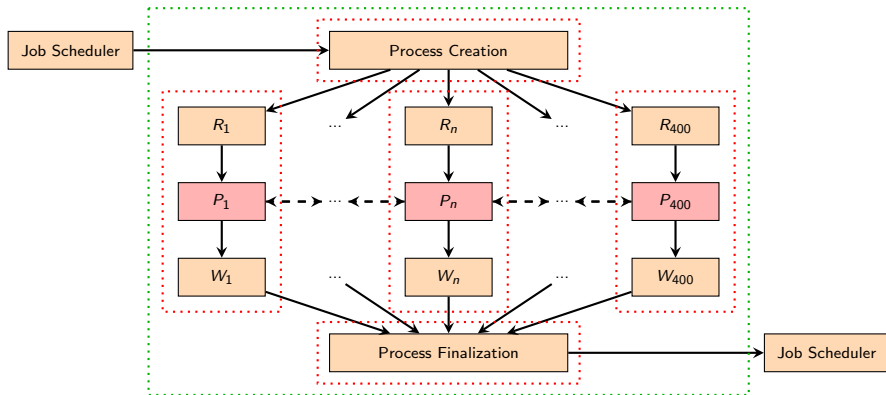 Job Scheduler
Process Creation
R1 ... Rn ... R400
P1 ... Pn ... P400
W1 ... Wn ... W400
Process Finalization
Job Scheduler